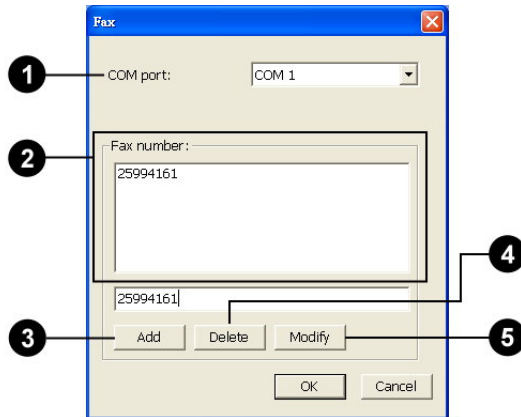 Fax
1 COM port: COM 1
2 Fax number:
25994161
4
25994161
3 Add Delete Modify 5
OK Cancel